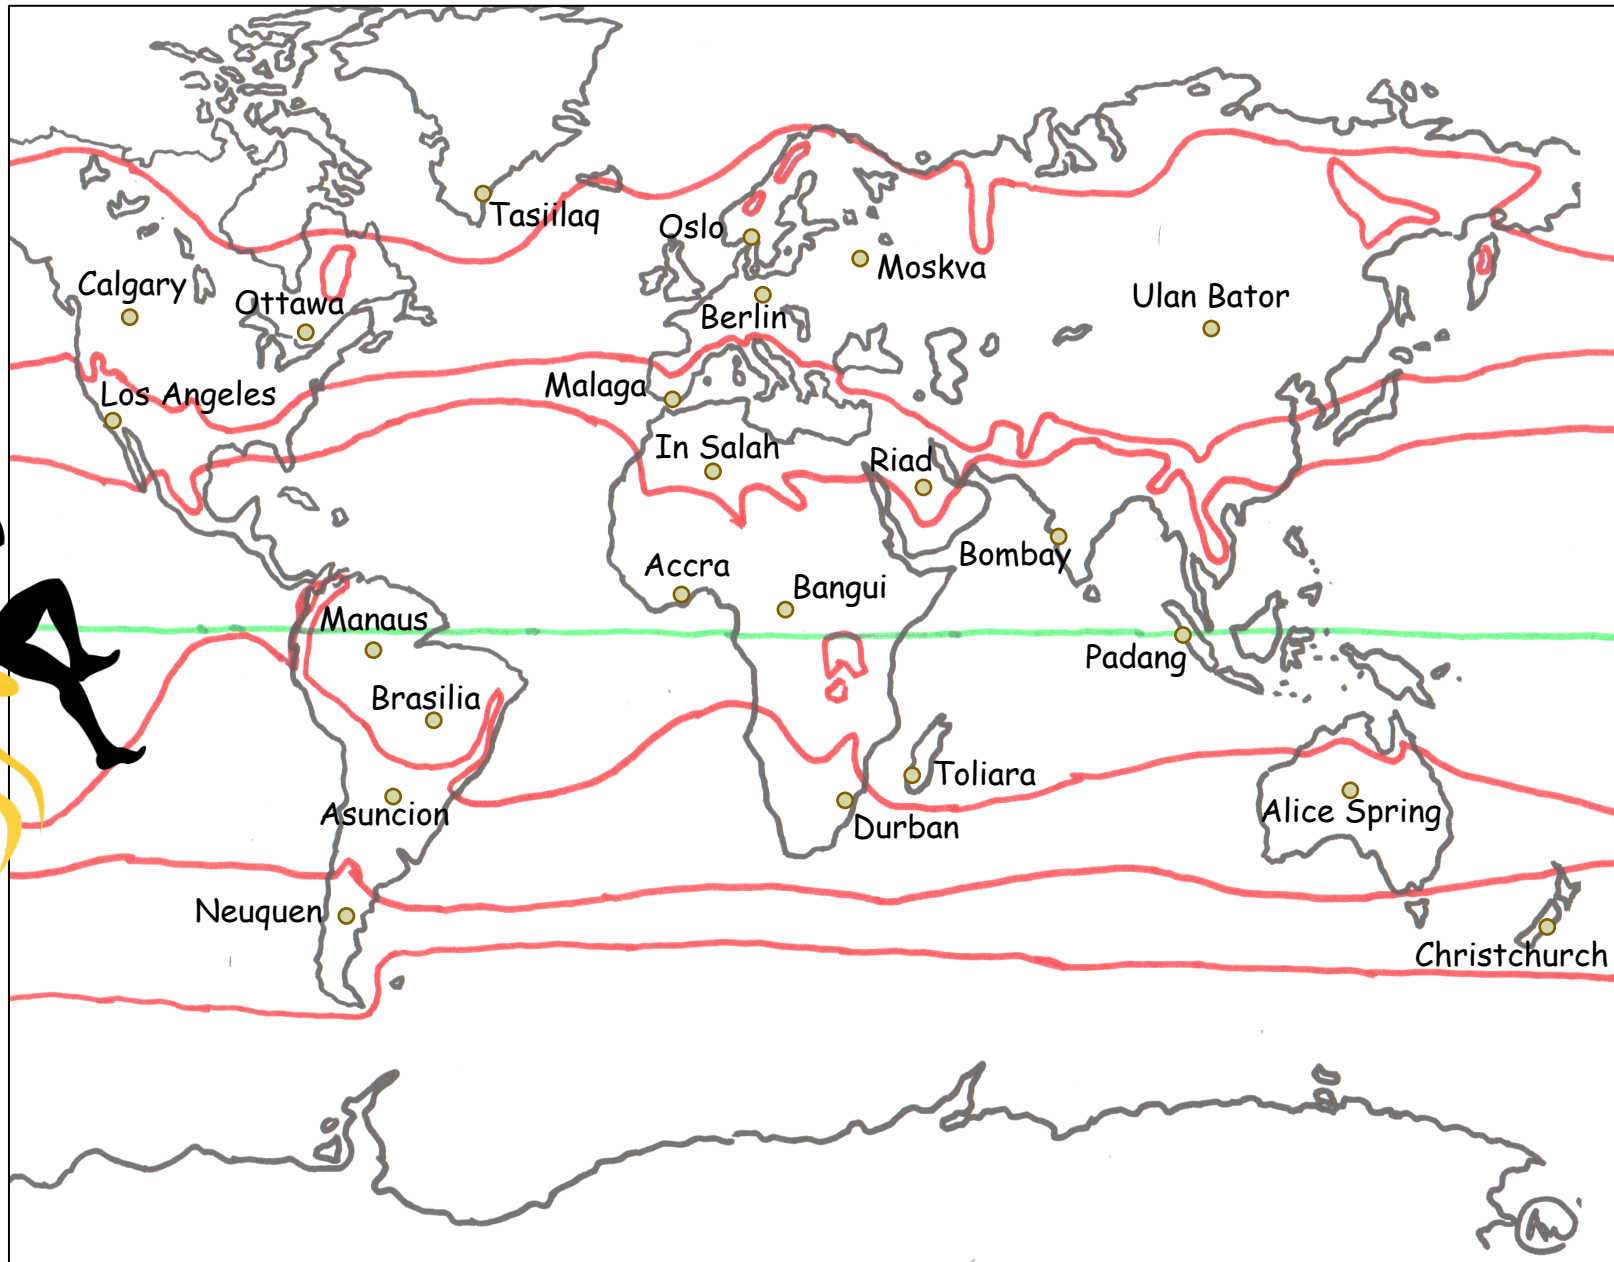 Tasiilaq
Oslo
Moskva
Calgary
Ottawa
Ulan Bator
Berlin
Malaga
Los Angeles
In Salah
Riad
Bombay
Accra
Bangui
Manaus
Padang
Brasilia
Toliara
Asuncion
Durban
Alice Spring
Neuquen
Christchurch